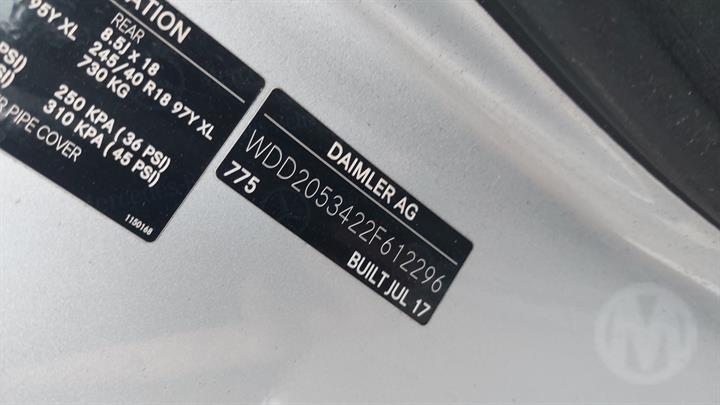 ATION
95Y XL
REAR
8.5J x 18
245/40 R18 97Y XL
730 KG
PSI)
250 KPA (36 PSI)
SI)
310 KPA (45 PSI)
R PIPE COVER
1150168
DAIMLER AG
WDD2053422F612296
775
BUILT JUL 17
M